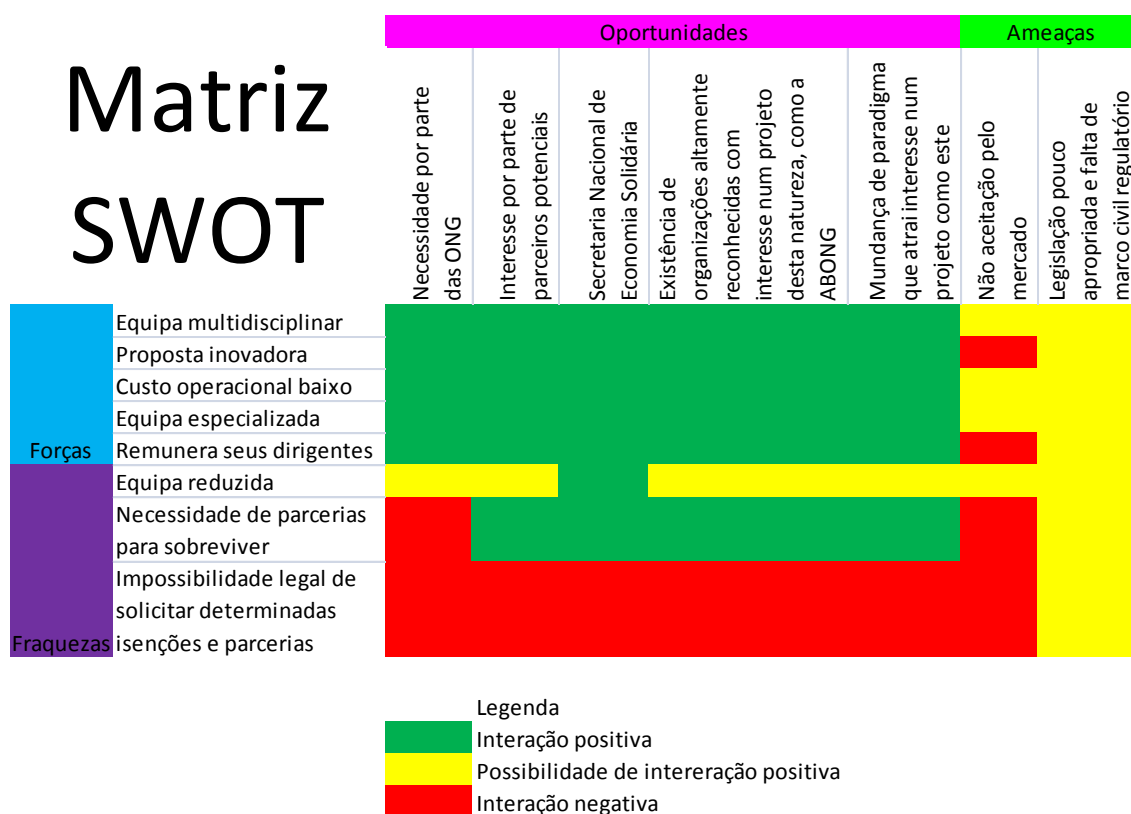 Matriz
SWOT
Oportunidades
Ameaças
Necessidade por parte
das ONG
Interesse por parte de
parceiros potenciais
Secretaria Nacional de
Economia Solidária
Existência de
organizações altamente
reconhecidas com
interesse num projeto
desta natureza, como a
ABONG
Mundança de paradigma
que atrai interesse num
projeto como este
Não aceitação pelo
mercado
Legislação pouco
apropriada e falta de
marco civil regulatório
Forças
Equipa multidisciplinar
Proposta inovadora
Custo operacional baixo
Equipa especializada
Remunera seus dirigentes
Fraquezas
Equipa reduzida
Necessidade de parcerias
para sobreviver
Impossibilidade legal de
solicitar determinadas
isenções e parcerias
Legenda
Interação positiva
Possibilidade de intereração positiva
Interação negativa